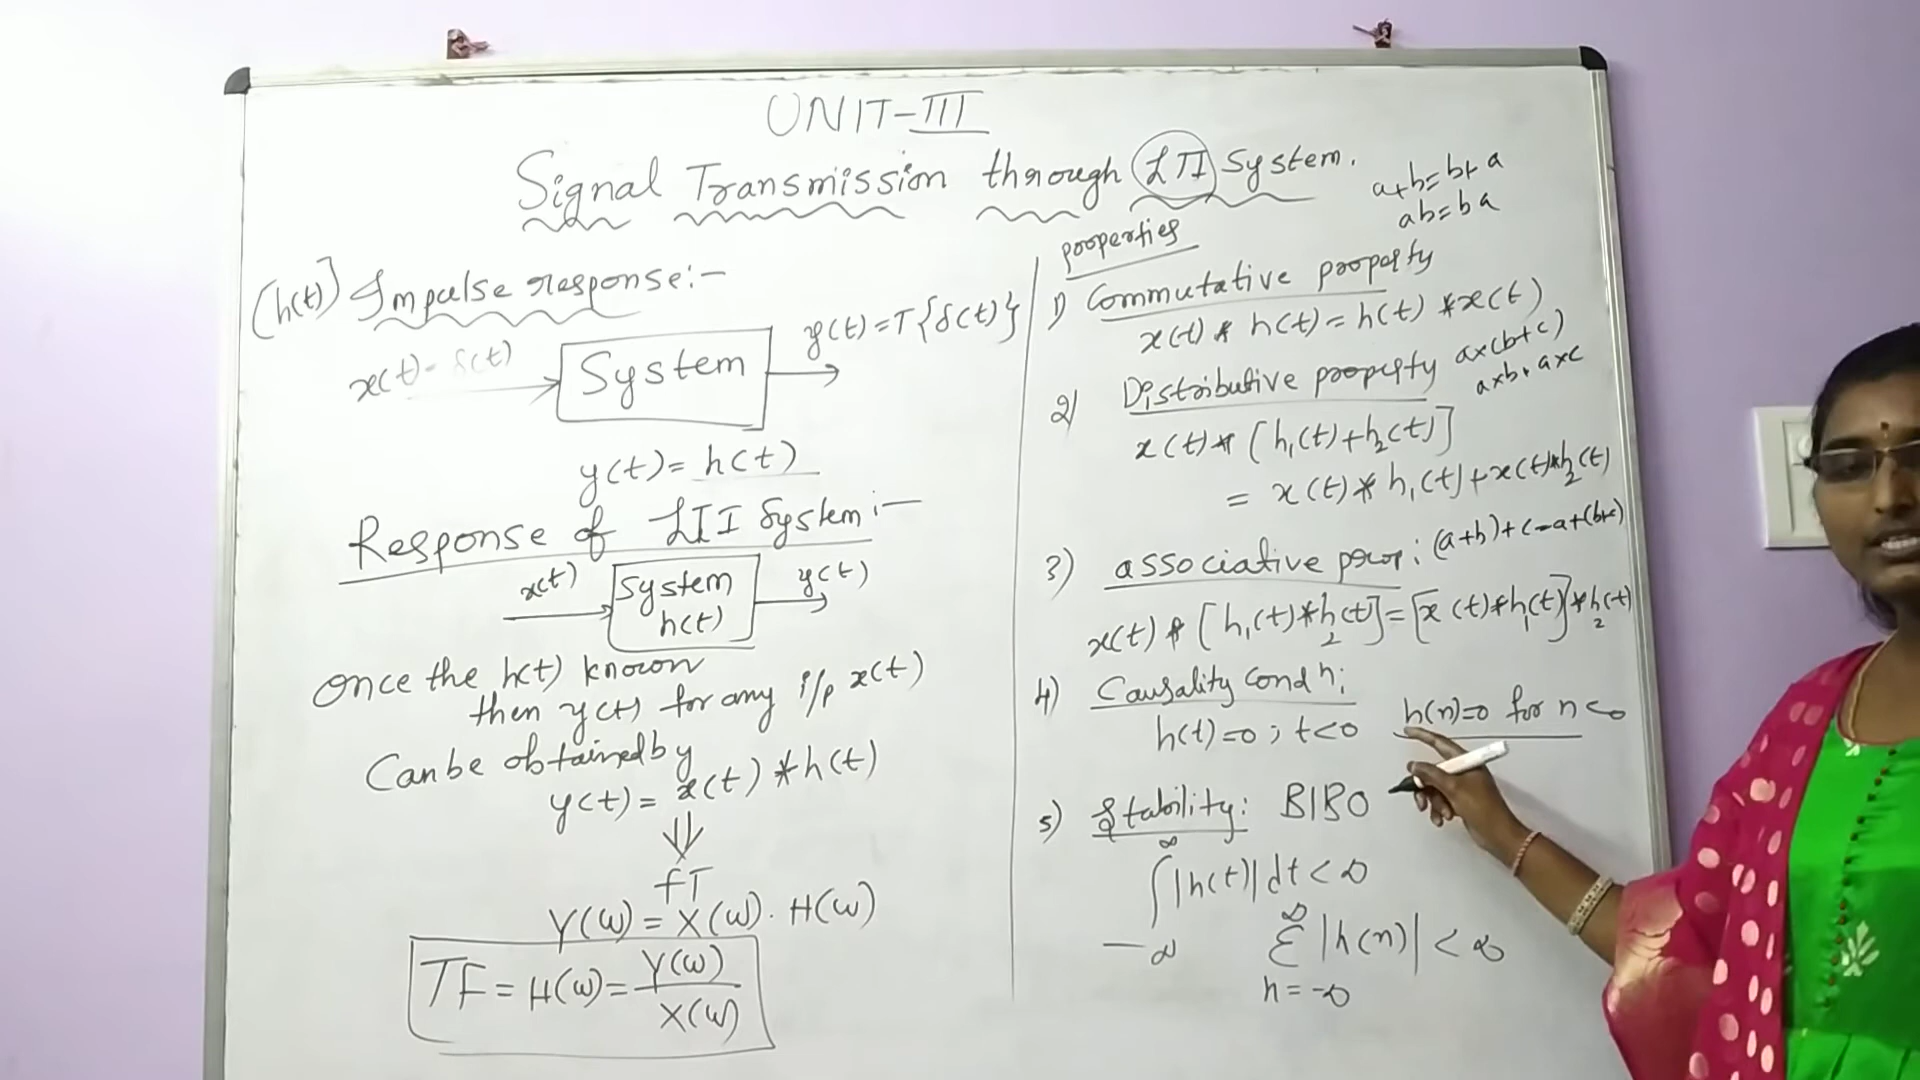 UNIT-III
Signal Transmission through LTI System.
(h(t)] Impulse response:-
x(t)- δ(t)
System
y(t)=T{δ(t)}
y(t)= h(t)
Response of LTI System:-
x(t)
System
h(t)
y(t)
Once the h(t) known
then y(t) for any i/p x(t)
Can be obtained by
y(t)= x(t) * h(t)
⇓
fT
Y(ω) = X(ω). H(ω)
TF = H(ω)= Y(ω)
X(ω)
a+b=b+a
ab=ba
properties
1) Commutative property
x(t) * h(t) = h(t) *x(t)
2) Distributive property
a×(b+c)
a×b+a×c
x(t)* [h₁(t)+h₂(t)]
= x(t)* h₁(t)+x(t)*h₂(t)
3) associative prop:
(a+b)+c=a+(b+c)
x(t) * [h₁(t)*h₂(t)]=[x(t)*h₁(t)]*h₂(t)
4) Causality Condn:
h(t)=0 ; t<0
h(n)=0 for n<0
5) Stability: BIBO
∞
∫|h(t)|dt<∞
-∞
∞
Σ |h(n)| < ∞
n=-∞